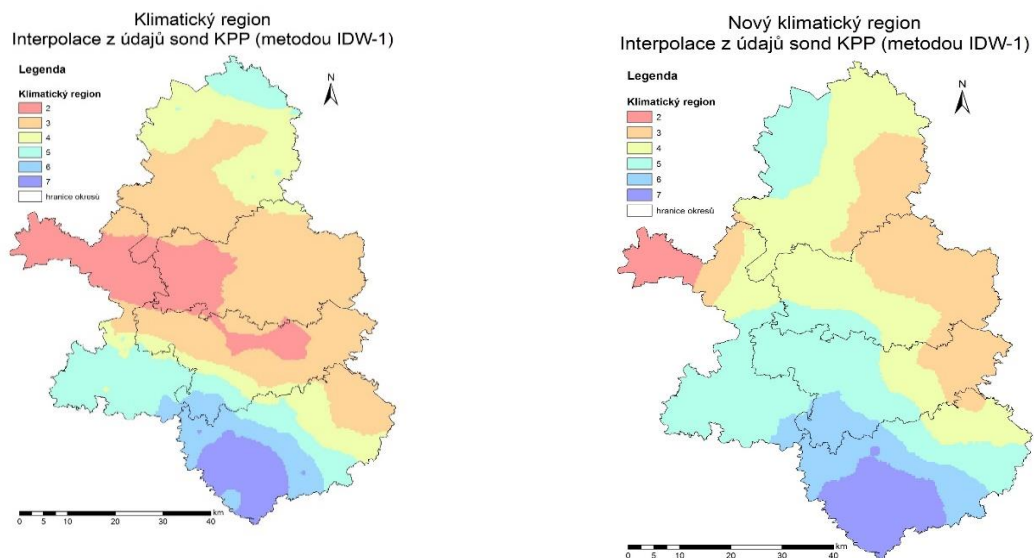 Klimatický region
Interpolace z údajů sond KPP (metodou IDW-1)
Legenda
Klimatický region
2
3
4
5
6
7
hranice okresů
N
0 5 10 20 30 40
km
Nový klimatický region
Interpolace z údajů sond KPP (metodou IDW-1)
Legenda
Klimatický region
2
3
4
5
6
7
hranice okresů
N
0 5 10 20 30 40
km